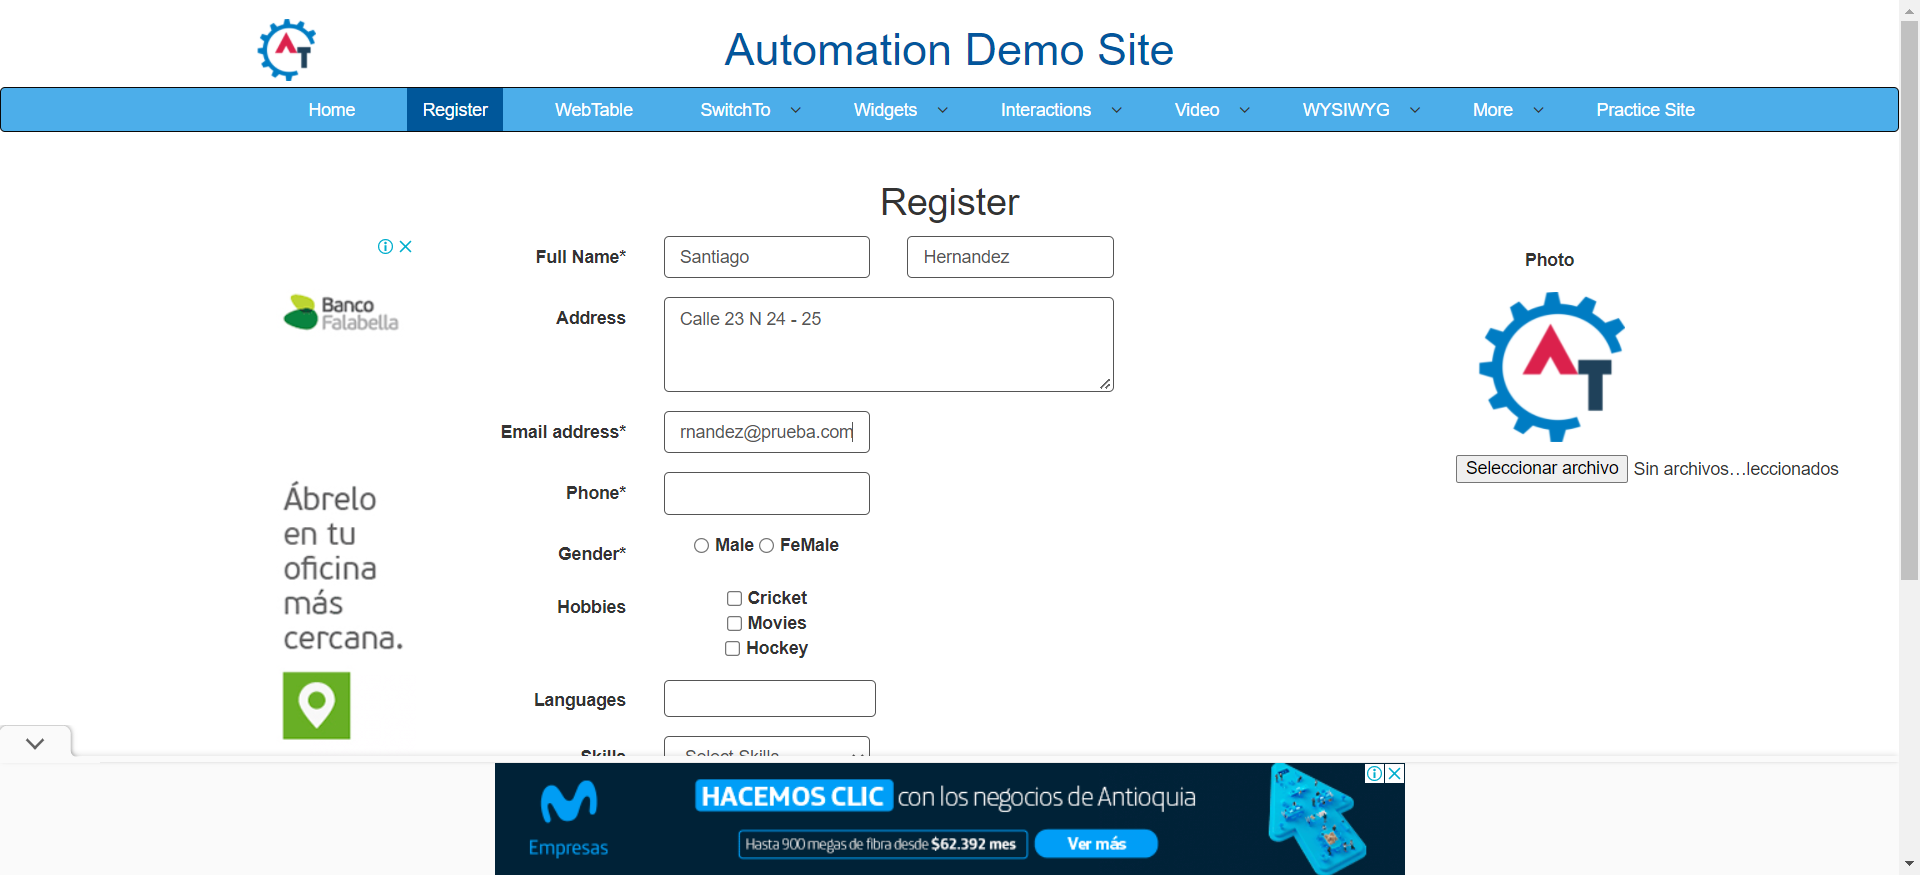 AT
Automation Demo Site
Home Register WebTable SwitchTo Widgets Interactions Video WYSIWYG More Practice Site
Register
Full Name* Santiago Hernandez
Photo
Banco
Falabella
Address Calle 23 N 24 - 25
AT
Email address* rnandez@prueba.com
Seleccionar archivo Sin archivos…leccionados
Phone*
Ábrelo
en tu
oficina
más
cercana.
Gender* Male FeMale
Hobbies Cricket
Movies
Hockey
Languages
Skills Select Skills
HACEMOS CLIC con los negocios de Antioquia
Empresas
Hasta 900 megas de fibra desde $62.392 mes Ver más